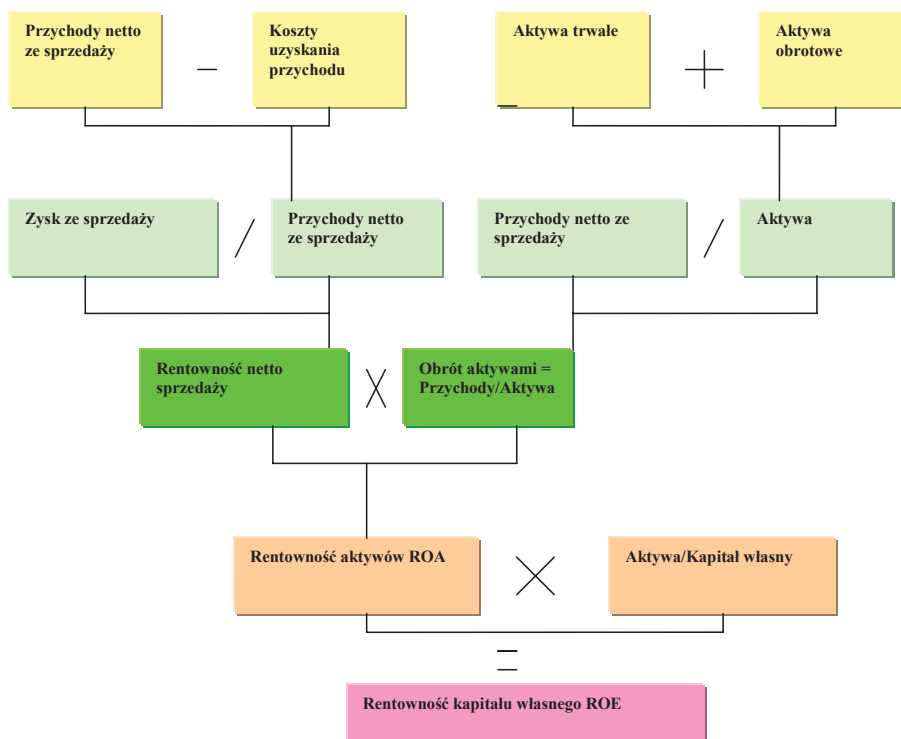 Przychody netto
ze sprzedaży
Koszty
uzyskania
przychodu
Aktywa trwałe
Aktywa
obrotowe
Zysk ze sprzedaży
Przychody netto
ze sprzedaży
Przychody netto ze
sprzedaży
Aktywa
Rentowność netto
sprzedaży
Obrót aktywami =
Przychody/Aktywa
Rentowność aktywów ROA
Aktywa/Kapitał własny
Rentowność kapitału własnego ROE